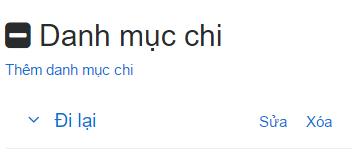 Danh mục chi
Thêm danh mục chi
Đi lại Sửa Xóa